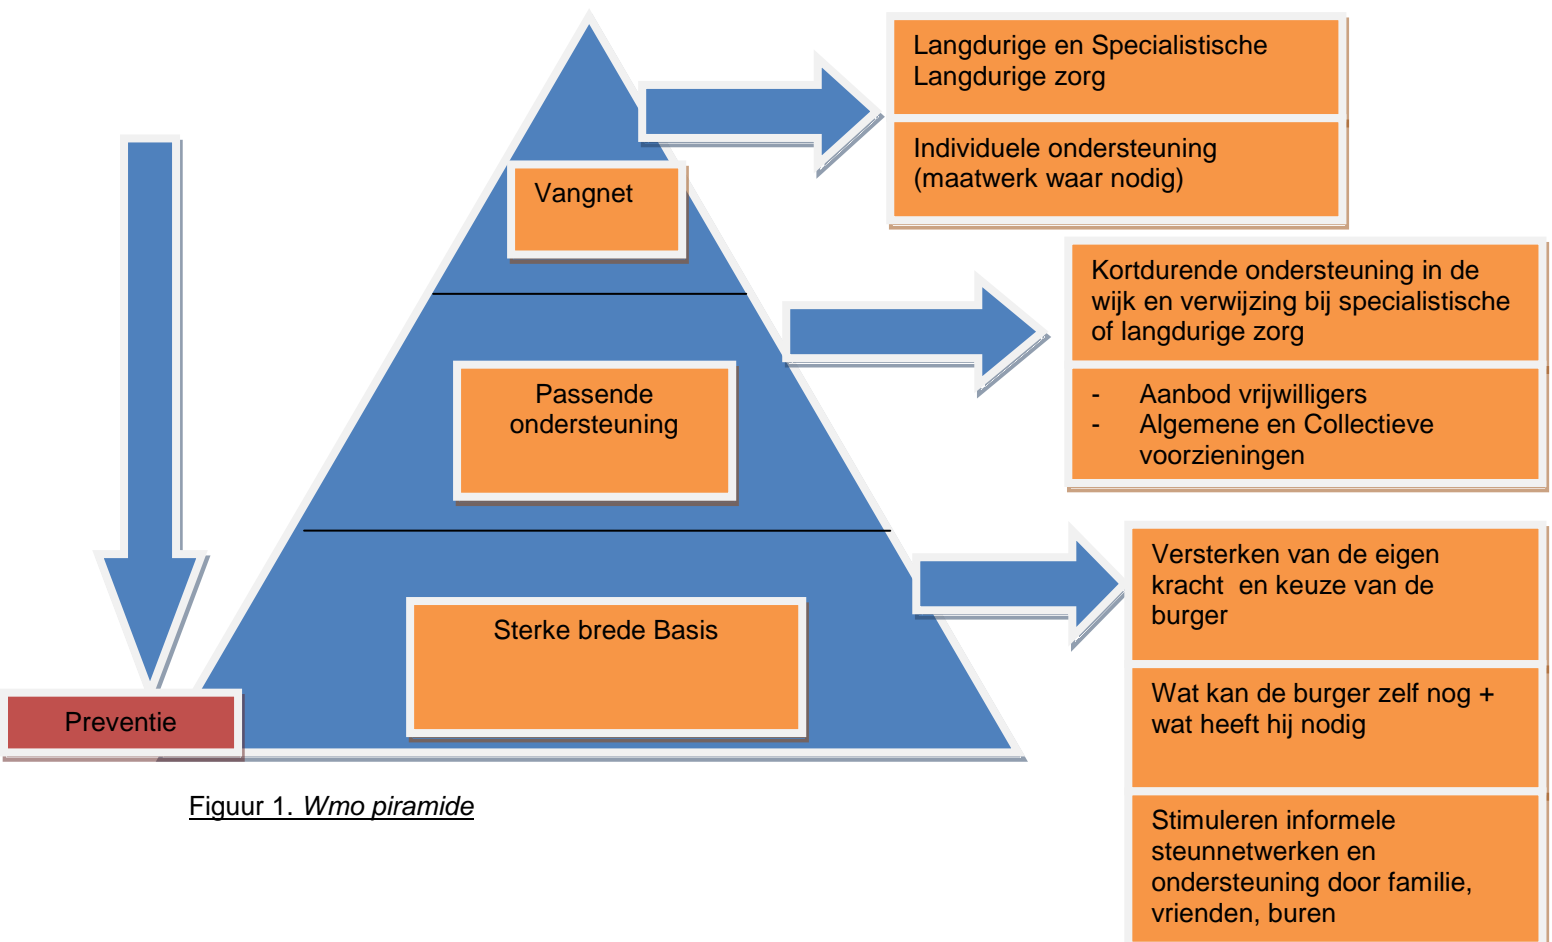 Langdurige en Specialistische
Langdurige zorg
Individuele ondersteuning
(maatwerk waar nodig)
Vangnet
Kortdurende ondersteuning in de
wijk en verwijzing bij specialistische
of langdurige zorg
- Aanbod vrijwilligers
- Algemene en Collectieve
voorzieningen
Passende
ondersteuning
Versterken van de eigen
kracht en keuze van de
burger
Wat kan de burger zelf nog +
wat heeft hij nodig
Stimuleren informele
steunnetwerken en
ondersteuning door familie,
vrienden, buren
Sterke brede Basis
Preventie
Figuur 1. Wmo piramide